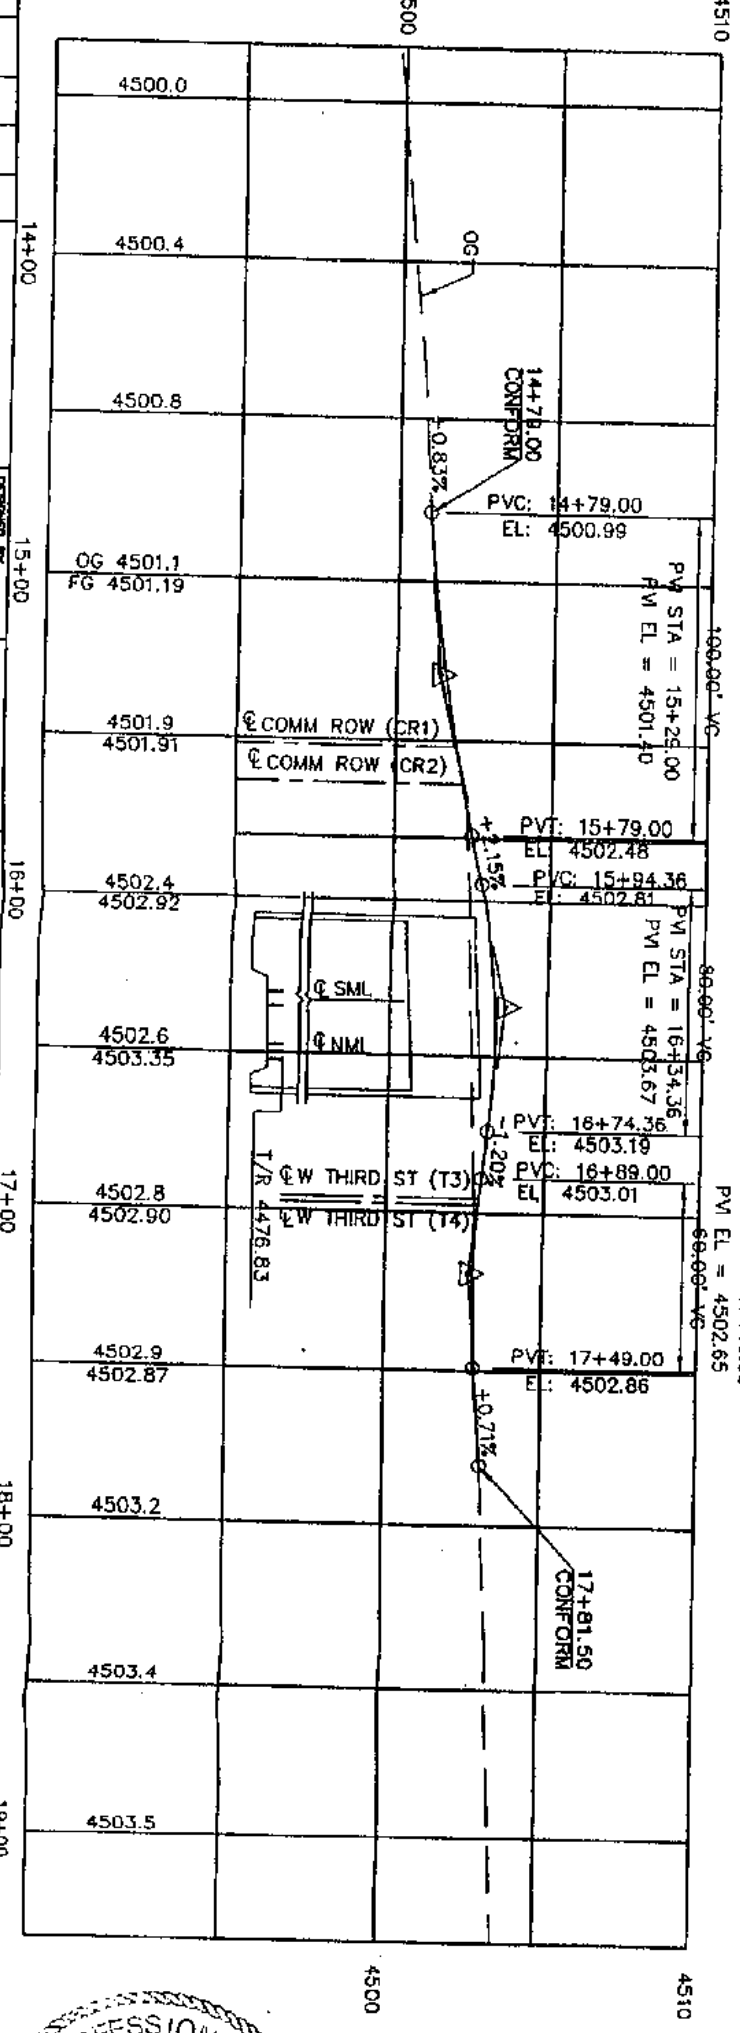 500
4510
4500.0
14+00
4500.4
OG
4500.8
14+79.00
CONFORM
0.83%
PVC: 14+79.00
EL: 4500.99
15+00
OG 4501.1
FG 4501.19
PVI STA = 15+29.00
PVI EL = 4501.40
100.00' VC
4501.9
4501.91
℄ COMM ROW (CR1)
℄ COMM ROW (CR2)
PVT: 15+79.00
EL: 4502.48
+2.15%
PVC: 15+94.36
EL: 4502.81
16+00
4502.4
4502.92
80.00' VC
PVI STA = 16+34.36
PVI EL = 4503.67
℄ SML
℄ NML
4502.6
4503.35
PVT: 16+74.36
EL: 4503.19
-1.20%
PVC: 16+89.00
EL 4503.01
17+00
4502.8
4502.90
T/R 4476.83
℄ W THIRD ST (T3)
℄ W THIRD ST (T4)
PVI EL = 4502.65
60.00' VC
4502.9
4502.87
PVT: 17+49.00
EL: 4502.86
+0.71%
18+00
4503.2
17+81.50
CONFORM
4503.4
19+00
4503.5
4500
4510